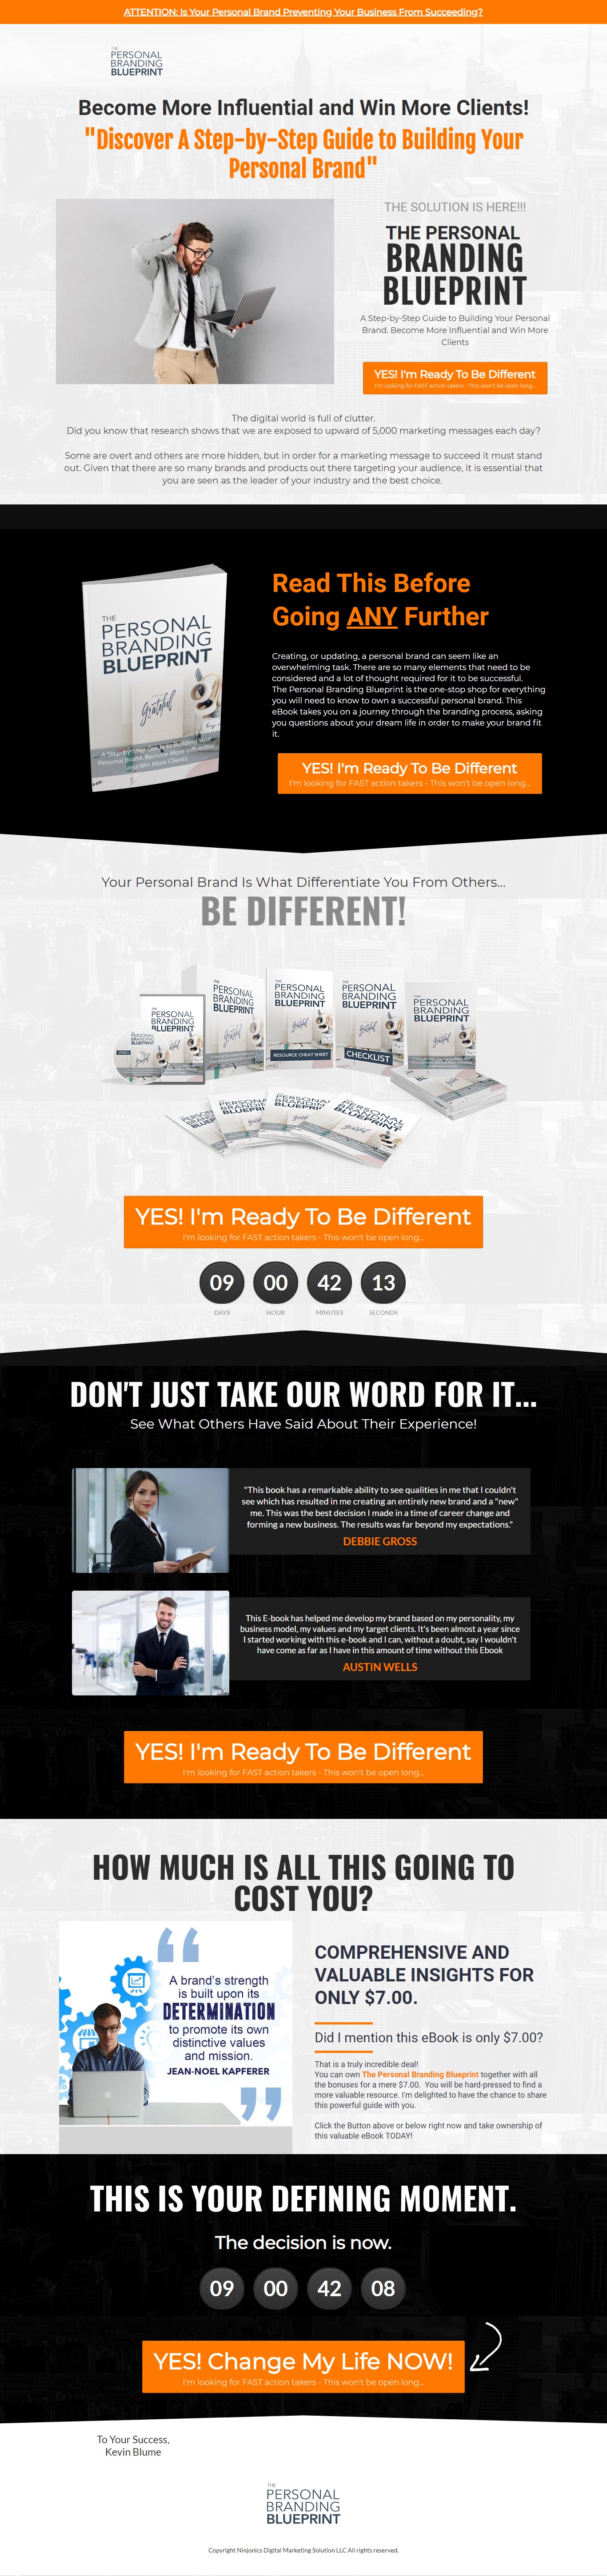 ATTENTION: Is Your Personal Brand Preventing Your Business From Succeeding?
THE
PERSONAL
BRANDING
BLUEPRINT
Become More Influential and Win More Clients!
"Discover A Step-by-Step Guide to Building Your
Personal Brand"
THE SOLUTION IS HERE!!!
THE PERSONAL
BRANDING
BLUEPRINT
A Step-by-Step Guide to Building Your Personal
Brand. Become More Influential and Win More
Clients
YES! I'm Ready To Be Different
I'm looking for FAST action takers - This won't be open long...
The digital world is full of clutter.
Did you know that research shows that we are exposed to upward of 5,000 marketing messages each day?
Some are overt and others are more hidden, but in order for a marketing message to succeed it must stand
out. Given that there are so many brands and products out there targeting your audience, it is essential that
you are seen as the leader of your industry and the best choice.
THE
PERSONAL
BRANDING
BLUEPRINT
grateful
A Step-by-Step Guide to Building Your
Personal Brand. Become More Influential
and Win More Clients
Read This Before
Going ANY Further
Creating, or updating, a personal brand can seem like an
overwhelming task. There are so many elements that need to be
considered and a lot of thought required for it to be successful.
The Personal Branding Blueprint is the one-stop shop for everything
you will need to know to own a successful personal brand. This
eBook takes you on a journey through the branding process, asking
you questions about your dream life in order to make your brand fit
it.
YES! I'm Ready To Be Different
I'm looking for FAST action takers - This won't be open long...
Your Personal Brand Is What Differentiate You From Others...
BE DIFFERENT!
THE
PERSONAL
BRANDING
BLUEPRINT
VIDEO
THE
PERSONAL
BRANDING
BLUEPRINT
THE
PERSONAL
BRANDING
BLUEPRINT
grateful
RESOURCE CHEAT SHEET
THE
PERSONAL
BRANDING
BLUEPRINT
grateful
CHECKLIST
THE
PERSONAL
BRANDING
BLUEPRINT
grateful
YES! I'm Ready To Be Different
I'm looking for FAST action takers - This won't be open long...
09 00 42 13
DAYS HOUR MINUTES SECONDS
DON'T JUST TAKE OUR WORD FOR IT...
See What Others Have Said About Their Experience!
"This book has a remarkable ability to see qualities in me that I couldn't
see which has resulted in me creating an entirely new brand and a "new"
me. This was the best decision I made in a time of career change and
forming a new business. The results was far beyond my expectations."
DEBBIE GROSS
This E-book has helped me develop my brand based on my personality, my
business model, my values and my target clients. It's been almost a year since
I started working with this e-book and I can, without a doubt, say I wouldn't
have come as far as I have in this amount of time without this Ebook
AUSTIN WELLS
YES! I'm Ready To Be Different
I'm looking for FAST action takers - This won't be open long...
HOW MUCH IS ALL THIS GOING TO
COST YOU?
A brand's strength
is built upon its
DETERMINATION
to promote its own
distinctive values
and mission.
JEAN-NOEL KAPFERER
COMPREHENSIVE AND
VALUABLE INSIGHTS FOR
ONLY $7.00.
Did I mention this eBook is only $7.00?
That is a truly incredible deal!
You can own The Personal Branding Blueprint together with all
the bonuses for a mere $7.00. You will be hard-pressed to find a
more valuable resource. I'm delighted to have the chance to share
this powerful guide with you.
Click the Button above or below right now and take ownership of
this valuable eBook TODAY!
THIS IS YOUR DEFINING MOMENT.
The decision is now.
09 00 42 08
YES! Change My Life NOW!
I'm looking for FAST action takers - This won't be open long...
To Your Success,
Kevin Blume
THE
PERSONAL
BRANDING
BLUEPRINT
Copyright Ninjonics Digital Marketing Solution LLC All rights reserved.